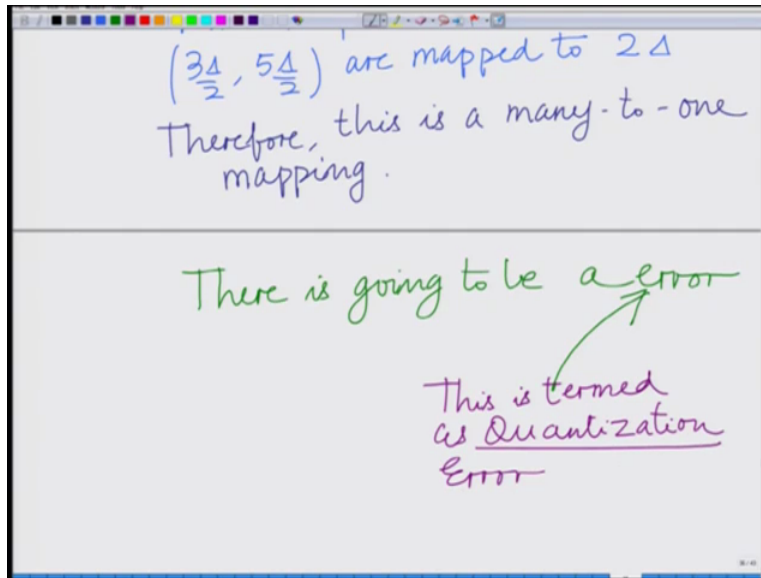 (3Δ/2, 5Δ/2) are mapped to 2Δ
Therefore, this is a many-to-one
mapping.
There is going to be a error
This is termed
as Quantization
Error